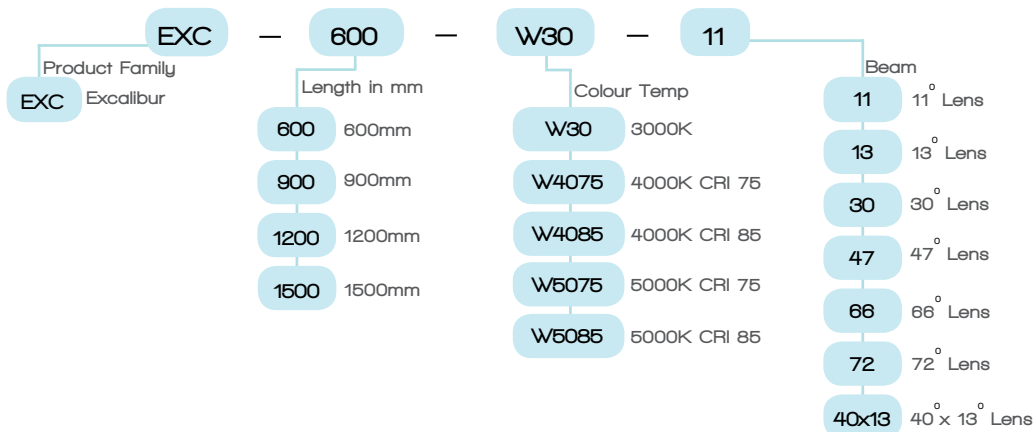 EXC – 600 – W30 – 11
Product Family
EXC Excalibur
Length in mm
600 600mm
900 900mm
1200 1200mm
1500 1500mm
Colour Temp
W30 3000K
W4075 4000K CRI 75
W4085 4000K CRI 85
W5075 5000K CRI 75
W5085 5000K CRI 85
Beam
11 11° Lens
13 13° Lens
30 30° Lens
47 47° Lens
66 66° Lens
72 72° Lens
40x13 40° x 13° Lens